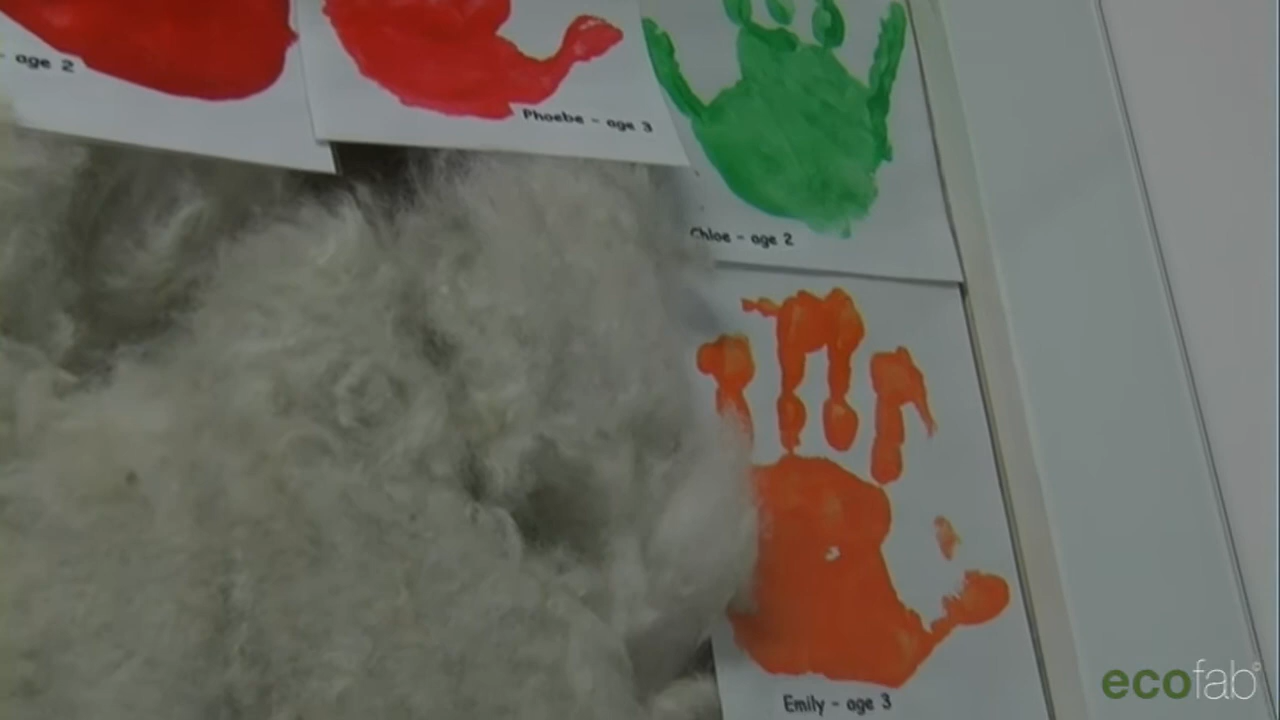 - age 2
Phoebe - age 3
Chloe - age 2
Emily - age 3
ecofab